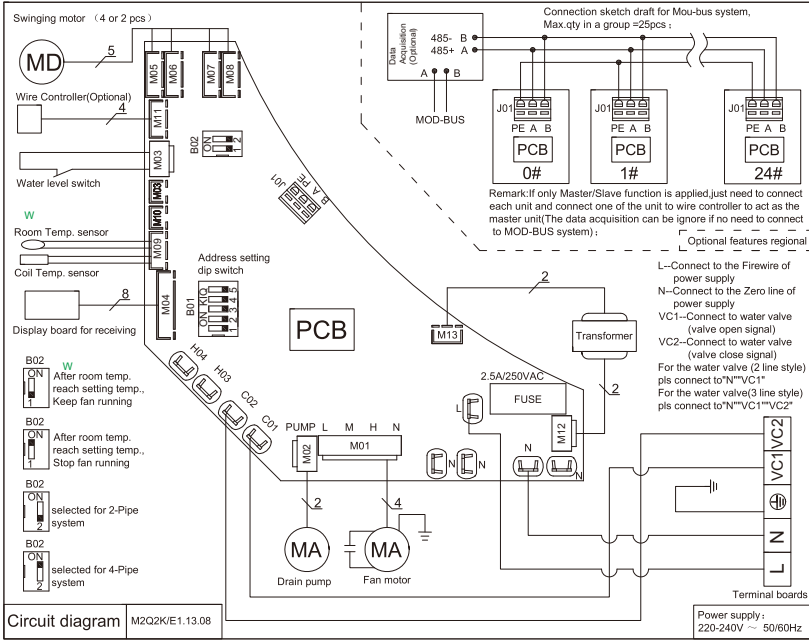 Swinging motor （4 or 2 pcs）
MD
5
M05
M06
M07
M08
Wire Controller(Optional)
4
M11
M03
Water level switch
M03
M10
W
Room Temp. sensor
M09
Coil Temp. sensor
8
M04
Display board for receiving
B02
ON
1 2
J01
B A PE
Address setting
dip switch
B01
ON KIQ
1 2 3 4 5
PCB
H04
H03
C02
C01
PUMP L M H N
M02
M01
2
4
MA
MA
Drain pump
Fan motor
2
M13
Transformer
2
2.5A/250VAC
FUSE
L
M12
N
N
N
N
B02
ON
1
W
After room temp.
reach setting temp.,
Keep fan running
B02
ON
1
After room temp.
reach setting temp.,
Stop fan running
B02
ON
2
selected for 2-Pipe
system
B02
ON
2
selected for 4-Pipe
system
Circuit diagram
M2Q2K/E1.13.08
Connection sketch draft for Mou-bus system,
Max.qty in a group =25pcs；
Data
Acquisition
(Optional)
485- B
485+ A
A B
MOD-BUS
J01
PE A B
PCB
0#
J01
PE A B
PCB
1#
J01
PE A B
PCB
24#
Remark:If only Master/Slave function is applied,just need to connect
each unit and connect one of the unit to wire controller to act as the
master unit(The data acquisition can be ignore if no need to connect
to MOD-BUS system)；
Optional features regional
L--Connect to the Firewire of
power supply
N--Connect to the Zero line of
power supply
VC1--Connect to water valve
(valve open signal)
VC2--Connect to water valve
(valve close signal)
For the water valve (2 line style)
pls connect to"N""VC1"
For the water valve(3 line style)
pls connect to"N""VC1""VC2"
VC2
VC1
N
L
Terminal boards
Power supply：
220-240V ～ 50/60Hz